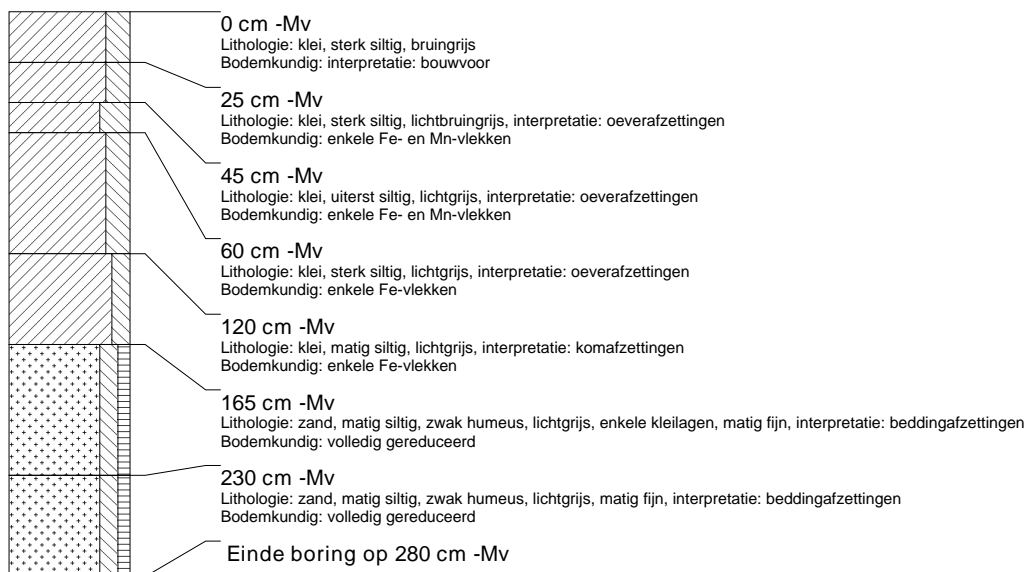 0 cm -Mv
Lithologie: klei, sterk siltig, bruingrijs
Bodemkundig: interpretatie: bouwvoor
25 cm -Mv
Lithologie: klei, sterk siltig, lichtbruingrijs, interpretatie: oeverafzettingen
Bodemkundig: enkele Fe- en Mn-vlekken
45 cm -Mv
Lithologie: klei, uiterst siltig, lichtgrijs, interpretatie: oeverafzettingen
Bodemkundig: enkele Fe- en Mn-vlekken
60 cm -Mv
Lithologie: klei, sterk siltig, lichtgrijs, interpretatie: oeverafzettingen
Bodemkundig: enkele Fe-vlekken
120 cm -Mv
Lithologie: klei, matig siltig, lichtgrijs, interpretatie: komafzettingen
Bodemkundig: enkele Fe-vlekken
165 cm -Mv
Lithologie: zand, matig siltig, zwak humeus, lichtgrijs, enkele kleilagen, matig fijn, interpretatie: beddingafzettingen
Bodemkundig: volledig gereduceerd
230 cm -Mv
Lithologie: zand, matig siltig, zwak humeus, lichtgrijs, matig fijn, interpretatie: beddingafzettingen
Bodemkundig: volledig gereduceerd
Einde boring op 280 cm -Mv